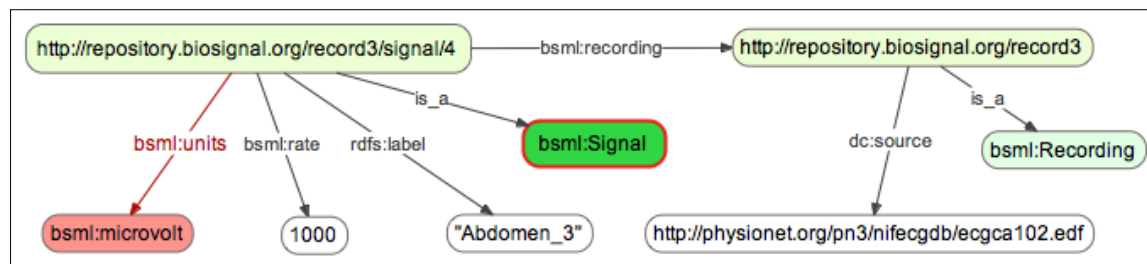 http://repository.biosignal.org/record3/signal/4
bsml:recording
http://repository.biosignal.org/record3
is_a
is_a
bsml:units
bsml:rate
rdfs:label
bsml:Signal
dc:source
bsml:Recording
bsml:microvolt
1000
"Abdomen_3"
http://physionet.org/pn3/nifecgdb/ecgca102.edf